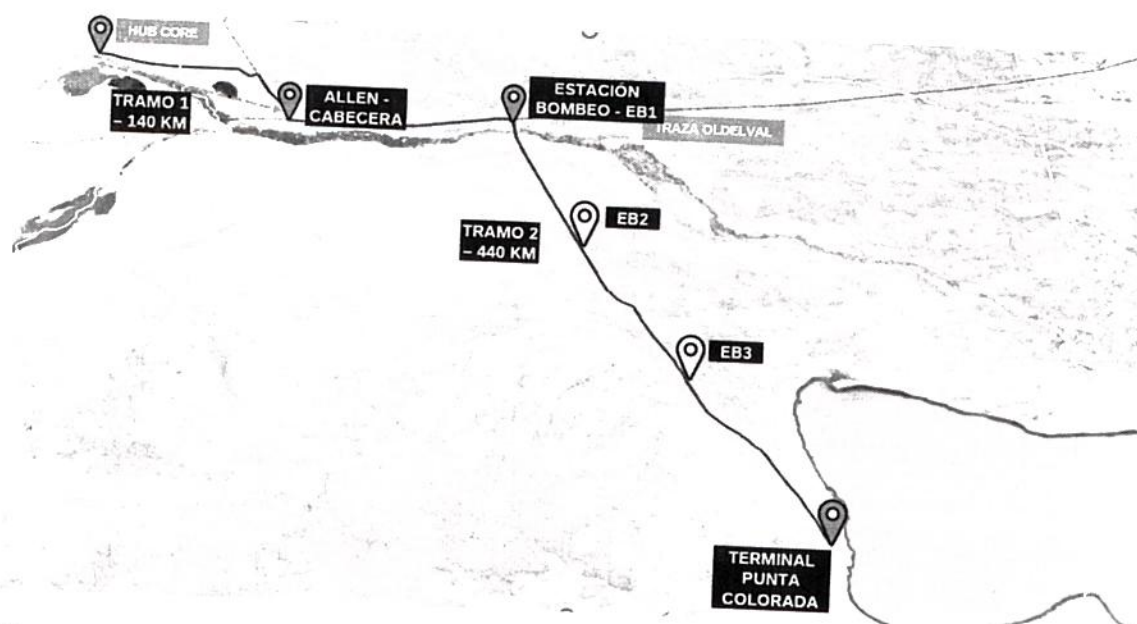 HUB CORE
TRAMO 1
– 140 KM
ALLEN -
CABECERA
ESTACIÓN
BOMBEO - EB1
TRAZA OLDELVAL
TRAMO 2
– 440 KM
EB2
EB3
TERMINAL
PUNTA
COLORADA